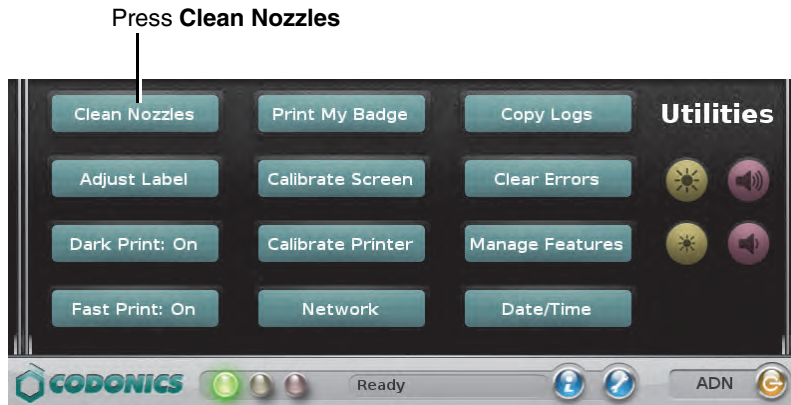 Press Clean Nozzles
Clean Nozzles Print My Badge Copy Logs Utilities
Adjust Label Calibrate Screen Clear Errors
Dark Print: On Calibrate Printer Manage Features
Fast Print: On Network Date/Time
CODONICS Ready ADN